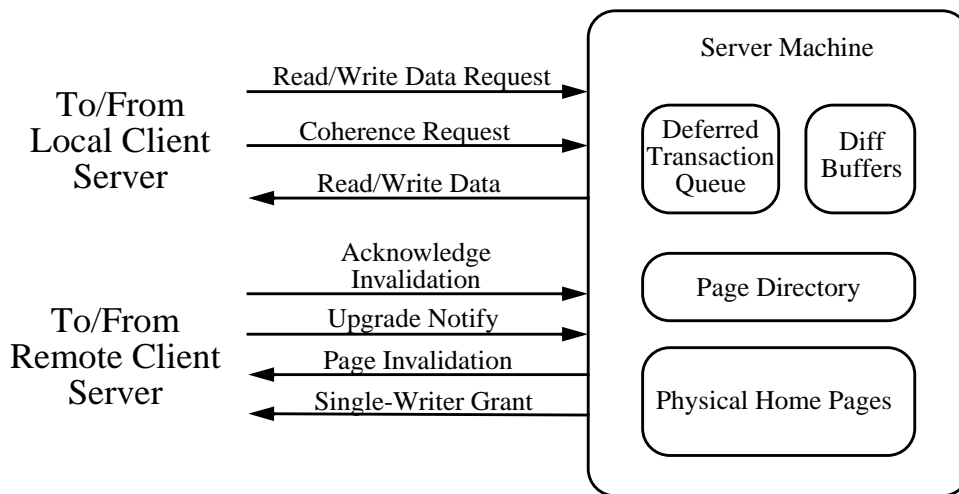 Server Machine
Read/Write Data Request
To/From
Local Client
Server
Coherence Request
Read/Write Data
Deferred
Transaction
Queue
Diff
Buffers
Acknowledge
Invalidation
To/From
Remote Client
Server
Upgrade Notify
Page Invalidation
Single-Writer Grant
Page Directory
Physical Home Pages